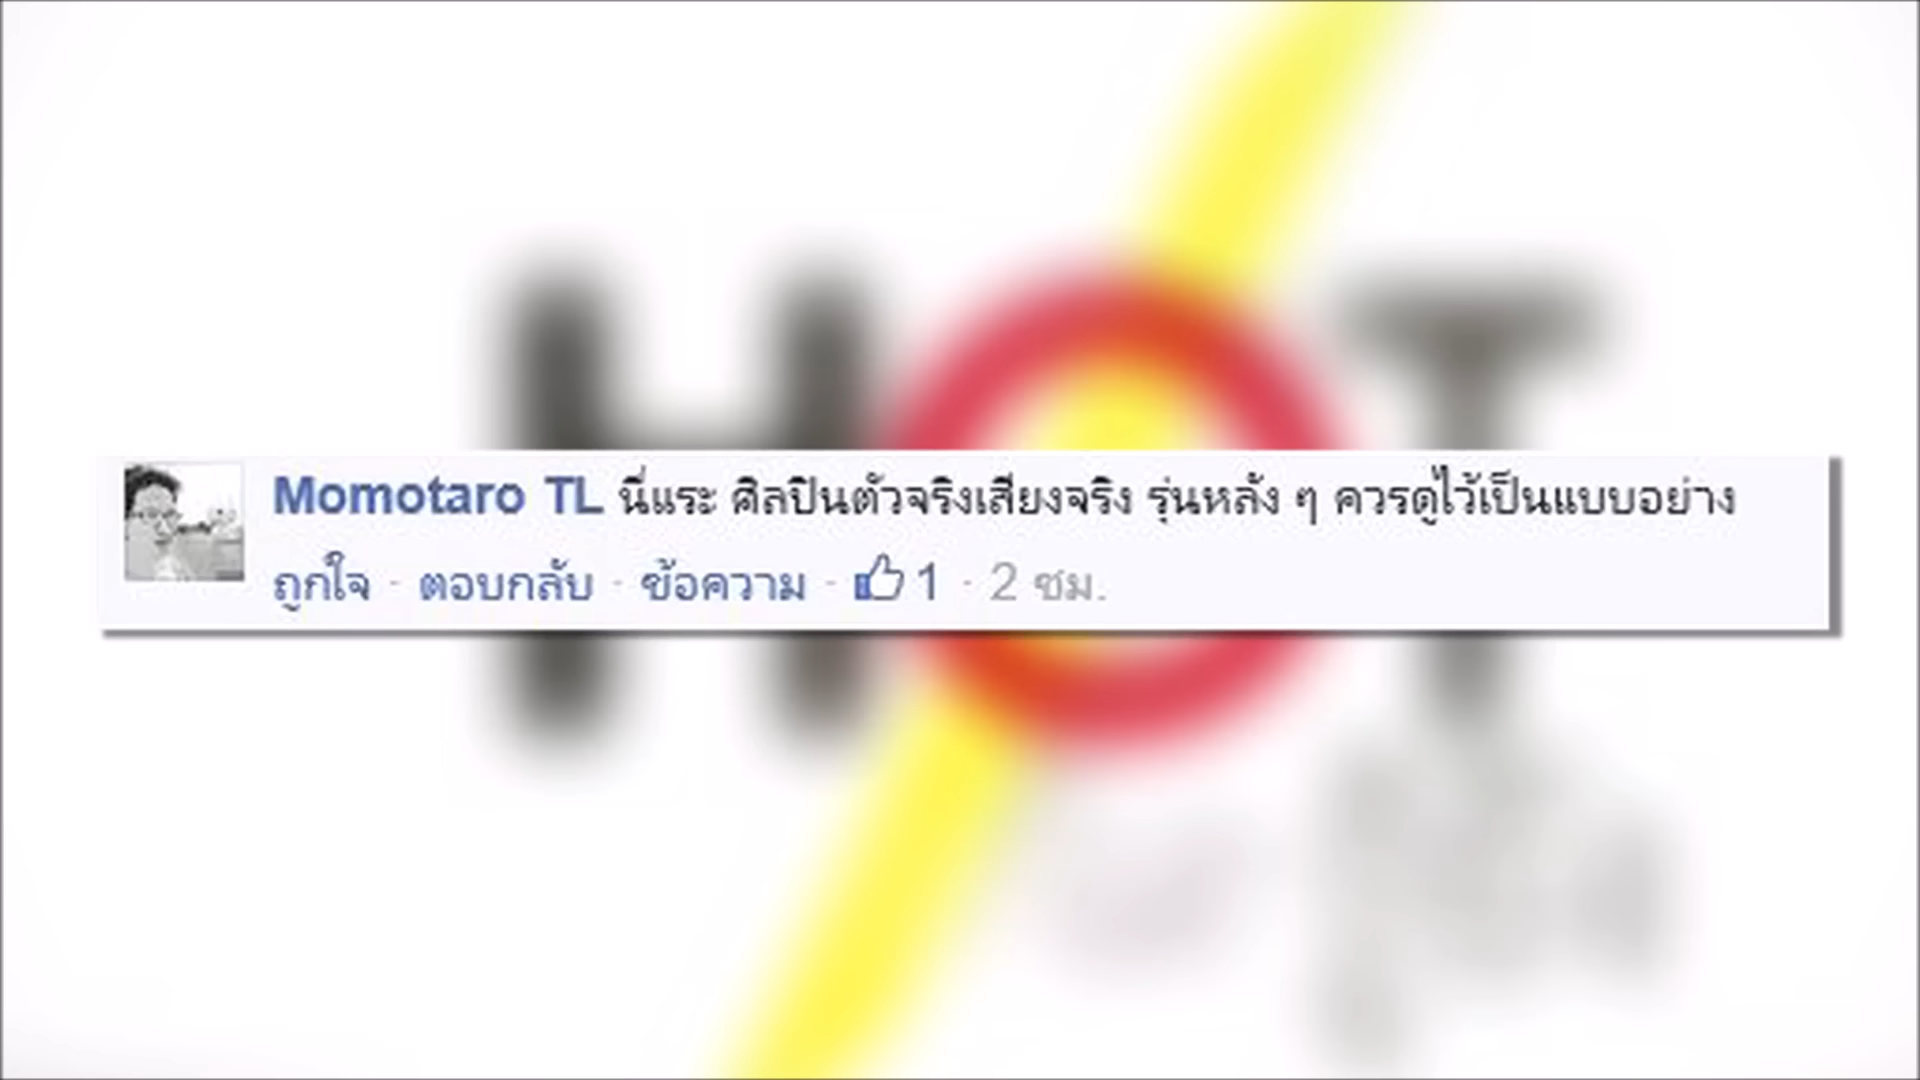 HOT
Momotaro TL นี่แระ ศิลปินตัวจริงเสียงจริง รุ่นหลัง ๆ ควรดูไว้เป็นแบบอย่าง
ถูกใจ · ตอบกลับ · ข้อความ · 1 · 2 ชม.